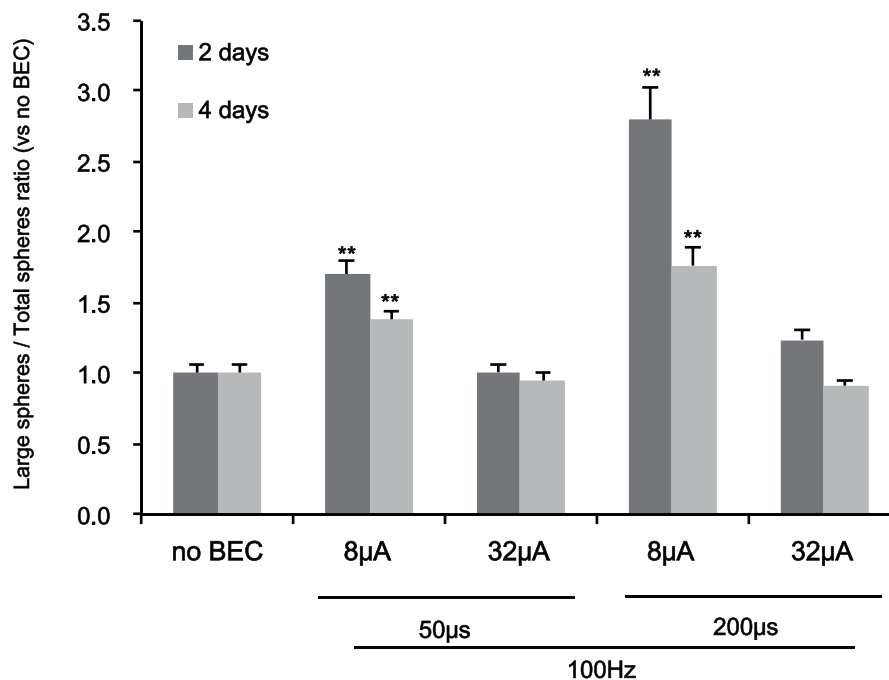 Large spheres / Total spheres ratio (vs no BEC)
3.5
3.0
2.5
2.0
1.5
1.0
0.5
0.0
2 days
4 days
**
**
**
**
no BEC
8µA
32µA
8µA
32µA
50µs
200µs
100Hz